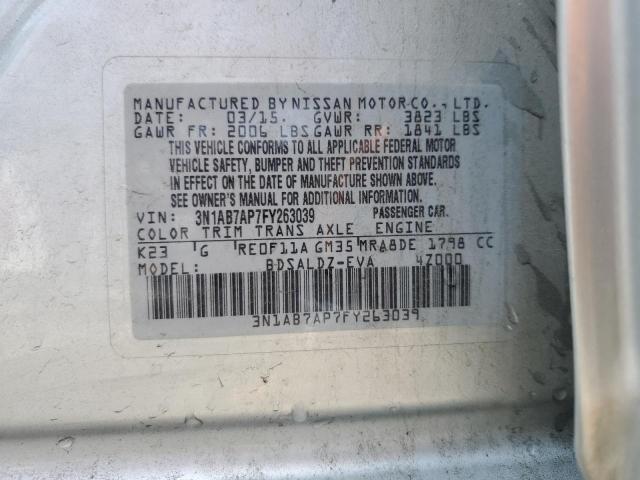 MANUFACTURED BY NISSAN MOTOR CO., LTD.
DATE: 03/15. GVWR: 3823 LBS
GAWR FR: 2006 LBS GAWR RR: 1841 LBS
THIS VEHICLE CONFORMS TO ALL APPLICABLE FEDERAL MOTOR
VEHICLE SAFETY, BUMPER AND THEFT PREVENTION STANDARDS
IN EFFECT ON THE DATE OF MANUFACTURE SHOWN ABOVE.
SEE OWNER'S MANUAL FOR ADDITIONAL INFORMATION.
VIN: 3N1AB7AP7FY263039 PASSENGER CAR.
COLOR TRIM TRANS AXLE ENGINE
K23 G RE0F11A GM35 MRA8DE 1798 CC
MODEL: BDSALDZ-EVA 4Z000
3N1AB7AP7FY263039